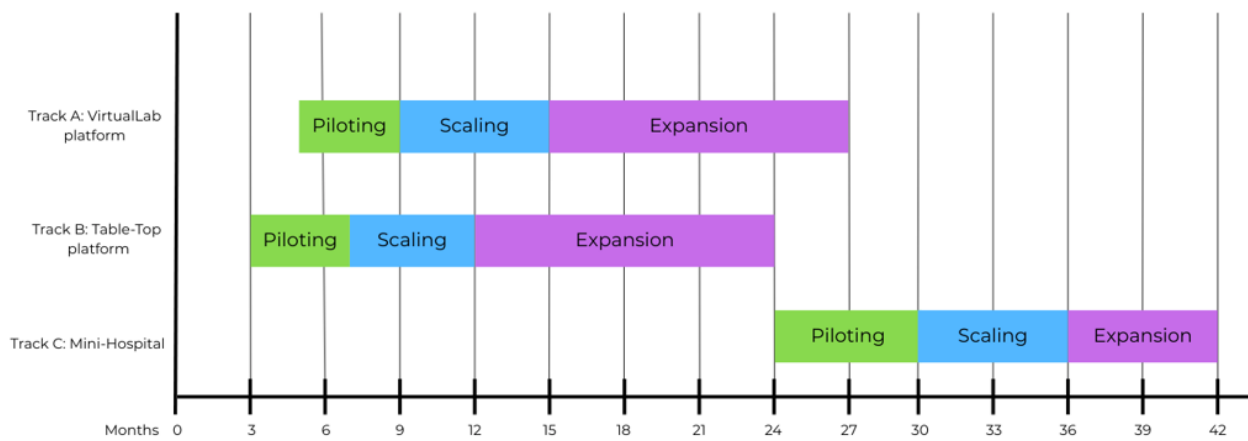 Track A: VirtualLab
platform
Piloting Scaling Expansion
Track B: Table-Top
platform
Piloting Scaling Expansion
Track C: Mini-Hospital
Piloting Scaling Expansion
Months 0 3 6 9 12 15 18 21 24 27 30 33 36 39 42